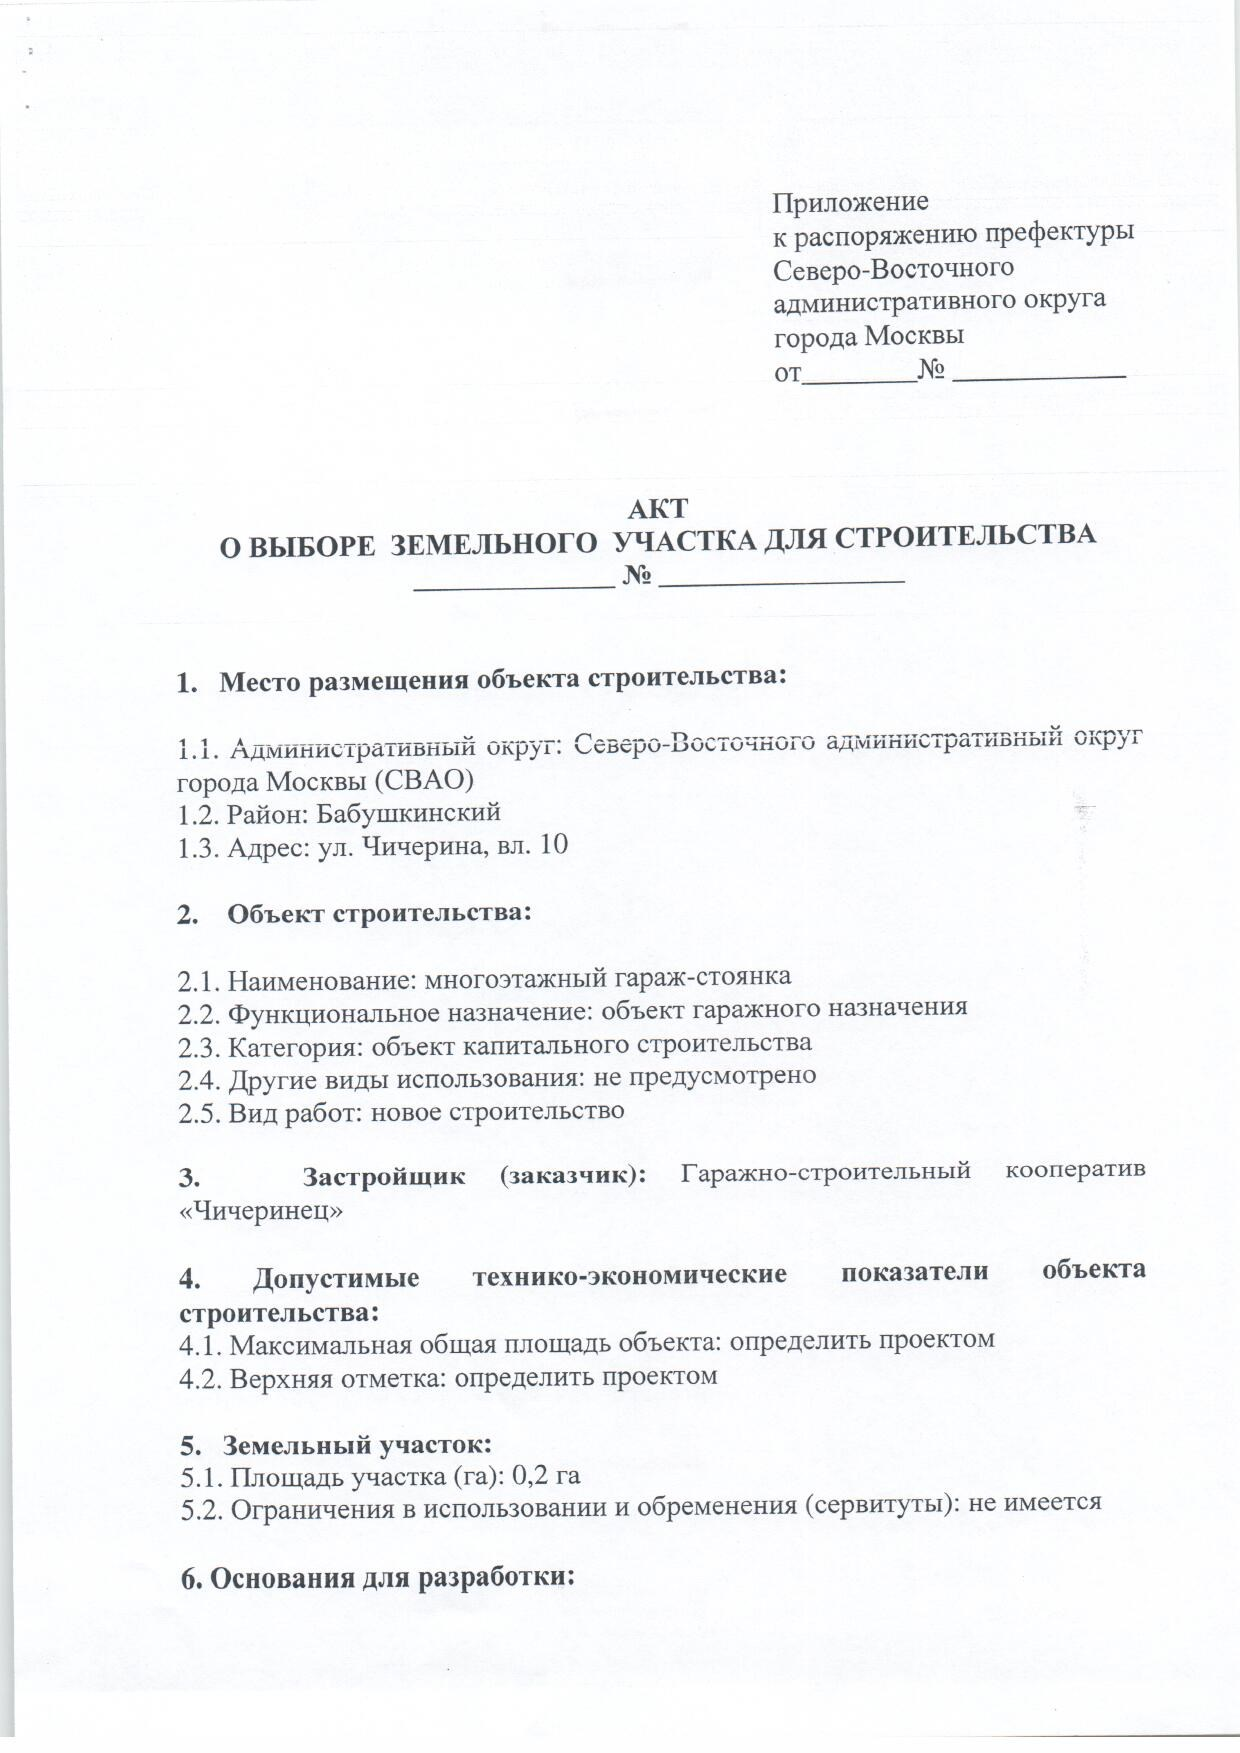 Приложение
к распоряжению префектуры
Северо-Восточного
административного округа
города Москвы
от________№ ____________
АКТ
О ВЫБОРЕ ЗЕМЕЛЬНОГО УЧАСТКА ДЛЯ СТРОИТЕЛЬСТВА
______________ № _________________
1. Место размещения объекта строительства:
1.1. Административный округ: Северо-Восточного административный округ
города Москвы (СВАО)
1.2. Район: Бабушкинский
1.3. Адрес: ул. Чичерина, вл. 10
2. Объект строительства:
2.1. Наименование: многоэтажный гараж-стоянка
2.2. Функциональное назначение: объект гаражного назначения
2.3. Категория: объект капитального строительства
2.4. Другие виды использования: не предусмотрено
2.5. Вид работ: новое строительство
3. Застройщик (заказчик): Гаражно-строительный кооператив
«Чичеринец»
4. Допустимые технико-экономические показатели объекта
строительства:
4.1. Максимальная общая площадь объекта: определить проектом
4.2. Верхняя отметка: определить проектом
5. Земельный участок:
5.1. Площадь участка (га): 0,2 га
5.2. Ограничения в использовании и обременения (сервитуты): не имеется
6. Основания для разработки: